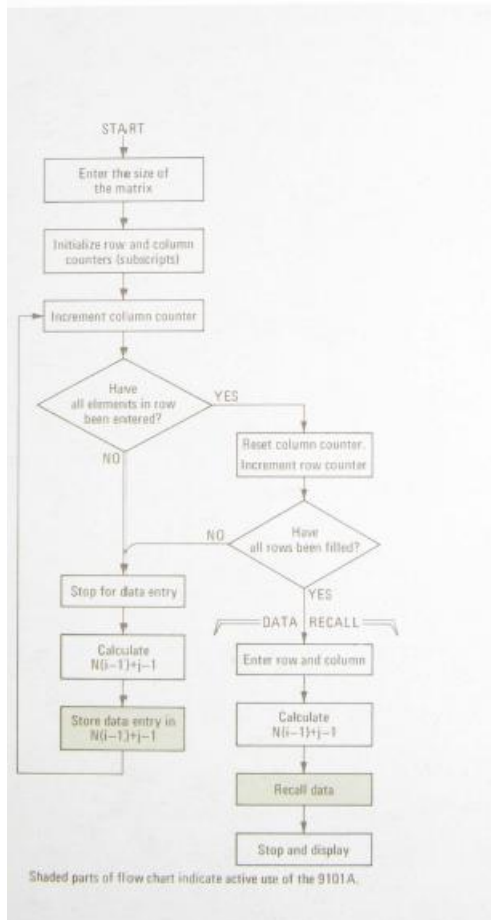 START
Enter the size of
the matrix
Initialize row and column
counters (subscripts)
Increment column counter
Have
all elements in row
been entered?
YES
NO
Reset column counter.
Increment row counter
Have
all rows been filled?
NO
YES
Stop for data entry
Calculate
N(i–1)+j–1
Store data entry in
N(i–1)+j–1
DATA RECALL
Enter row and column
Calculate
N(i–1)+j–1
Recall data
Stop and display
Shaded parts of flow chart indicate active use of the 9101A.